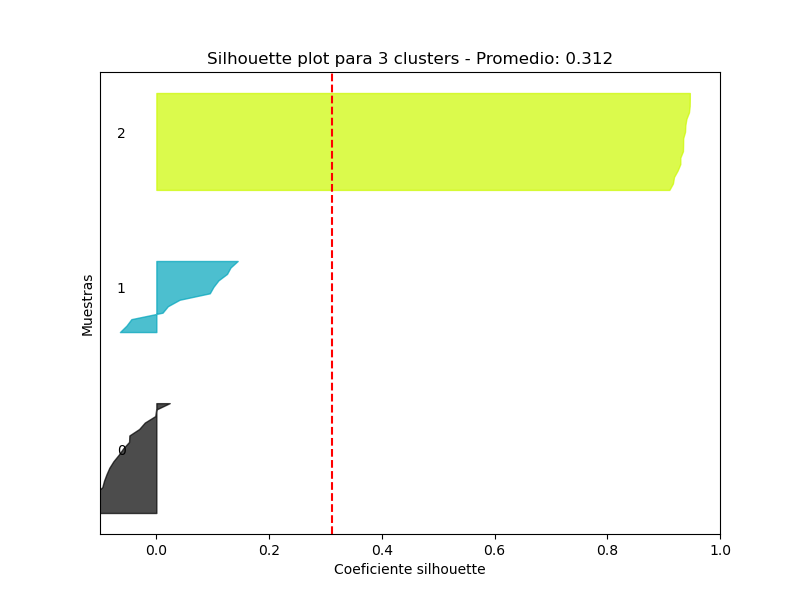 Silhouette plot para 3 clusters - Promedio: 0.312
2
1
0
Muestras
0.0 0.2 0.4 0.6 0.8 1.0
Coeficiente silhouette